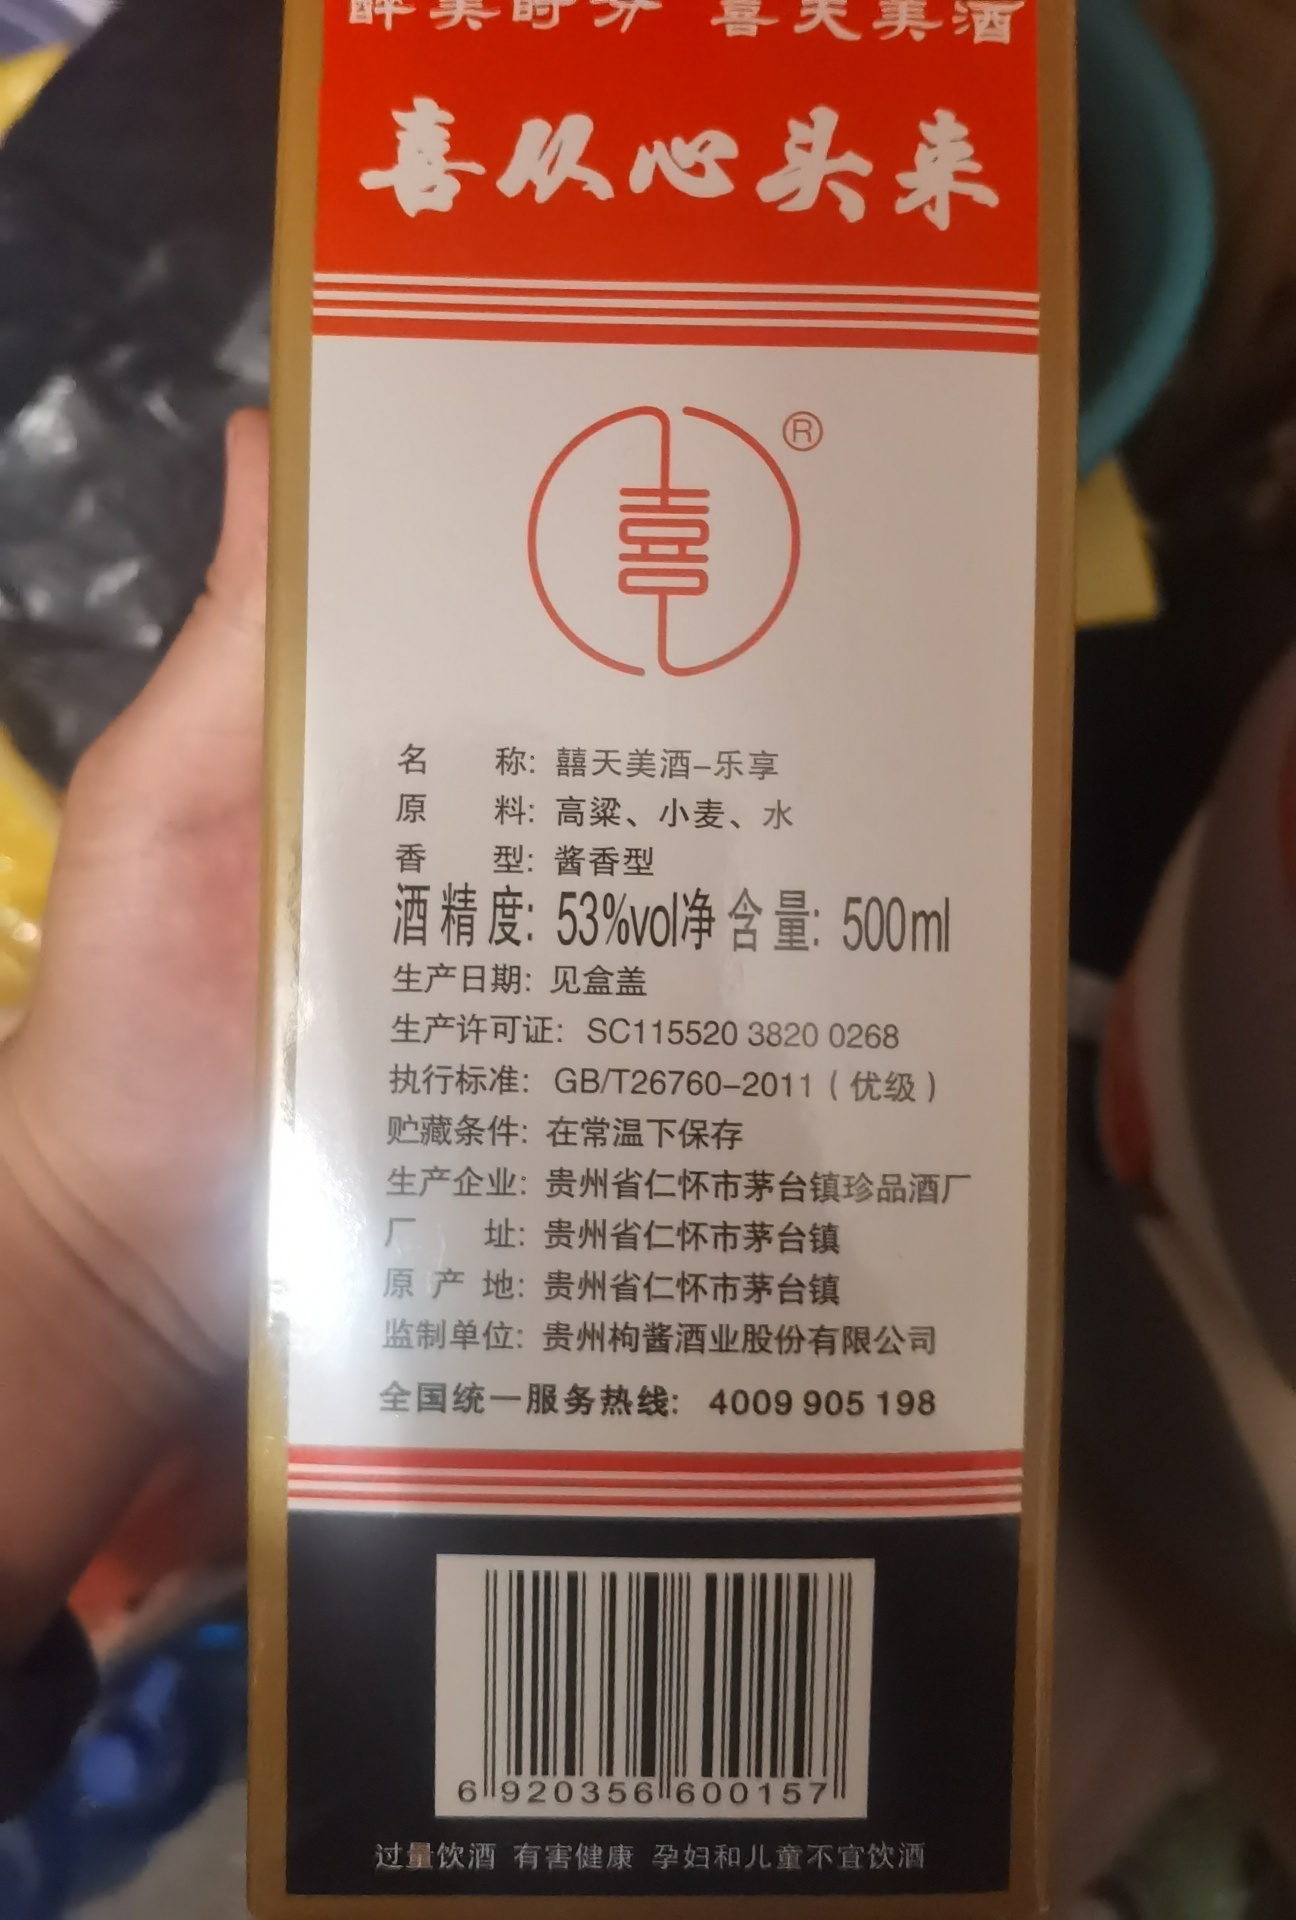 醉美时分 喜天美酒
喜从心头来
喜
®
名 称: 囍天美酒-乐享
原 料: 高粱、小麦、水
香 型: 酱香型
酒精度: 53%vol净含量: 500ml
生产日期: 见盒盖
生产许可证: SC115520 3820 0268
执行标准: GB/T26760-2011（优级）
贮藏条件: 在常温下保存
生产企业: 贵州省仁怀市茅台镇珍品酒厂
厂 址: 贵州省仁怀市茅台镇
原 产 地: 贵州省仁怀市茅台镇
监制单位: 贵州枸酱酒业股份有限公司
全国统一服务热线: 4009 905 198
6 920356 600157
过量饮酒 有害健康 孕妇和儿童不宜饮酒